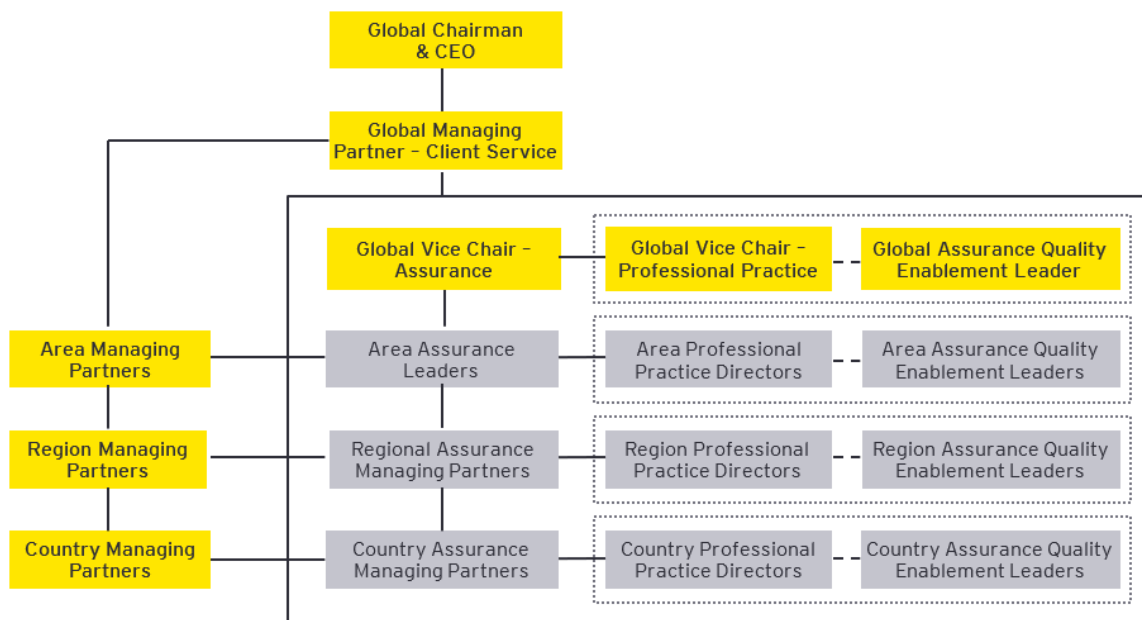 Global Chairman
& CEO
Global Managing
Partner – Client Service
Global Vice Chair –
Assurance
Global Vice Chair –
Professional Practice
Global Assurance Quality
Enablement Leader
Area Managing
Partners
Area Assurance
Leaders
Area Professional
Practice Directors
Area Assurance Quality
Enablement Leaders
Region Managing
Partners
Regional Assurance
Managing Partners
Region Professional
Practice Directors
Region Assurance Quality
Enablement Leaders
Country Managing
Partners
Country Assurance
Managing Partners
Country Professional
Practice Directors
Country Assurance Quality
Enablement Leaders